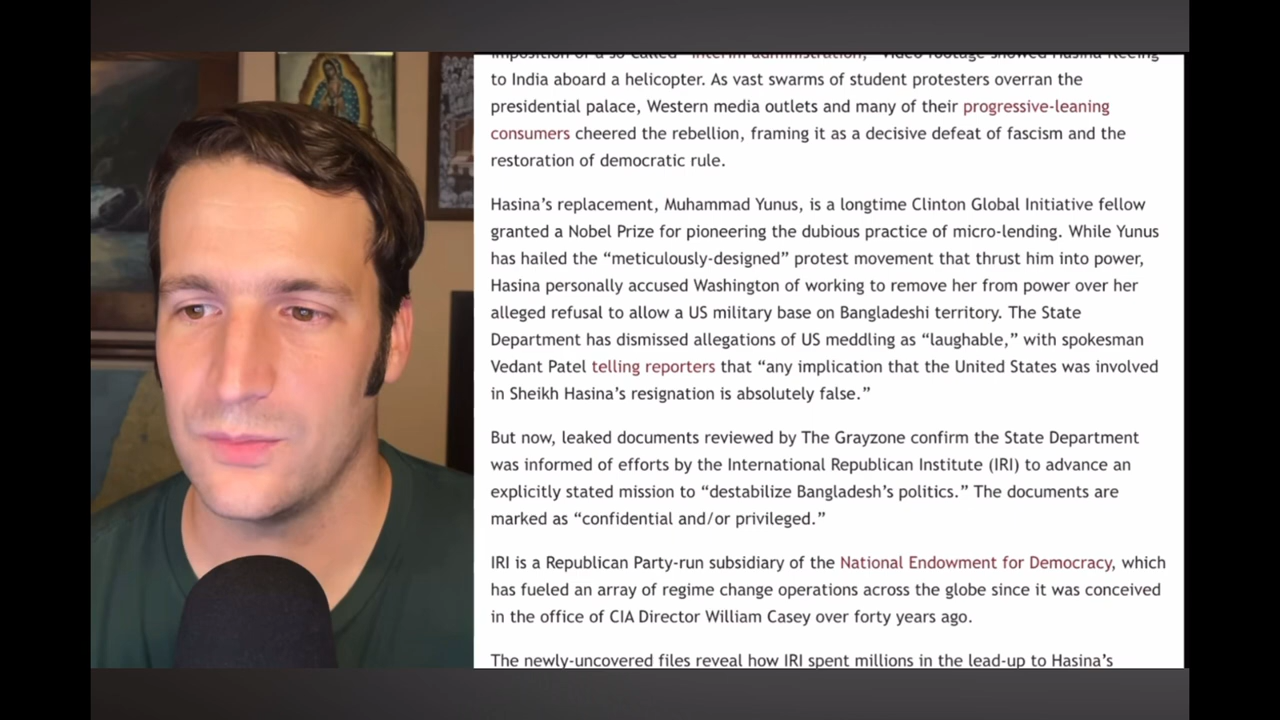 imposition of a so-called “interim administration,” video footage showed Hasina fleeing
to India aboard a helicopter. As vast swarms of student protesters overran the
presidential palace, Western media outlets and many of their progressive-leaning
consumers cheered the rebellion, framing it as a decisive defeat of fascism and the
restoration of democratic rule.
Hasina’s replacement, Muhammad Yunus, is a longtime Clinton Global Initiative fellow
granted a Nobel Prize for pioneering the dubious practice of micro-lending. While Yunus
has hailed the “meticulously-designed” protest movement that thrust him into power,
Hasina personally accused Washington of working to remove her from power over her
alleged refusal to allow a US military base on Bangladeshi territory. The State
Department has dismissed allegations of US meddling as “laughable,” with spokesman
Vedant Patel telling reporters that “any implication that the United States was involved
in Sheikh Hasina’s resignation is absolutely false.”
But now, leaked documents reviewed by The Grayzone confirm the State Department
was informed of efforts by the International Republican Institute (IRI) to advance an
explicitly stated mission to “destabilize Bangladesh’s politics.” The documents are
marked as “confidential and/or privileged.”
IRI is a Republican Party-run subsidiary of the National Endowment for Democracy, which
has fueled an array of regime change operations across the globe since it was conceived
in the office of CIA Director William Casey over forty years ago.
The newly-uncovered files reveal how IRI spent millions in the lead-up to Hasina’s